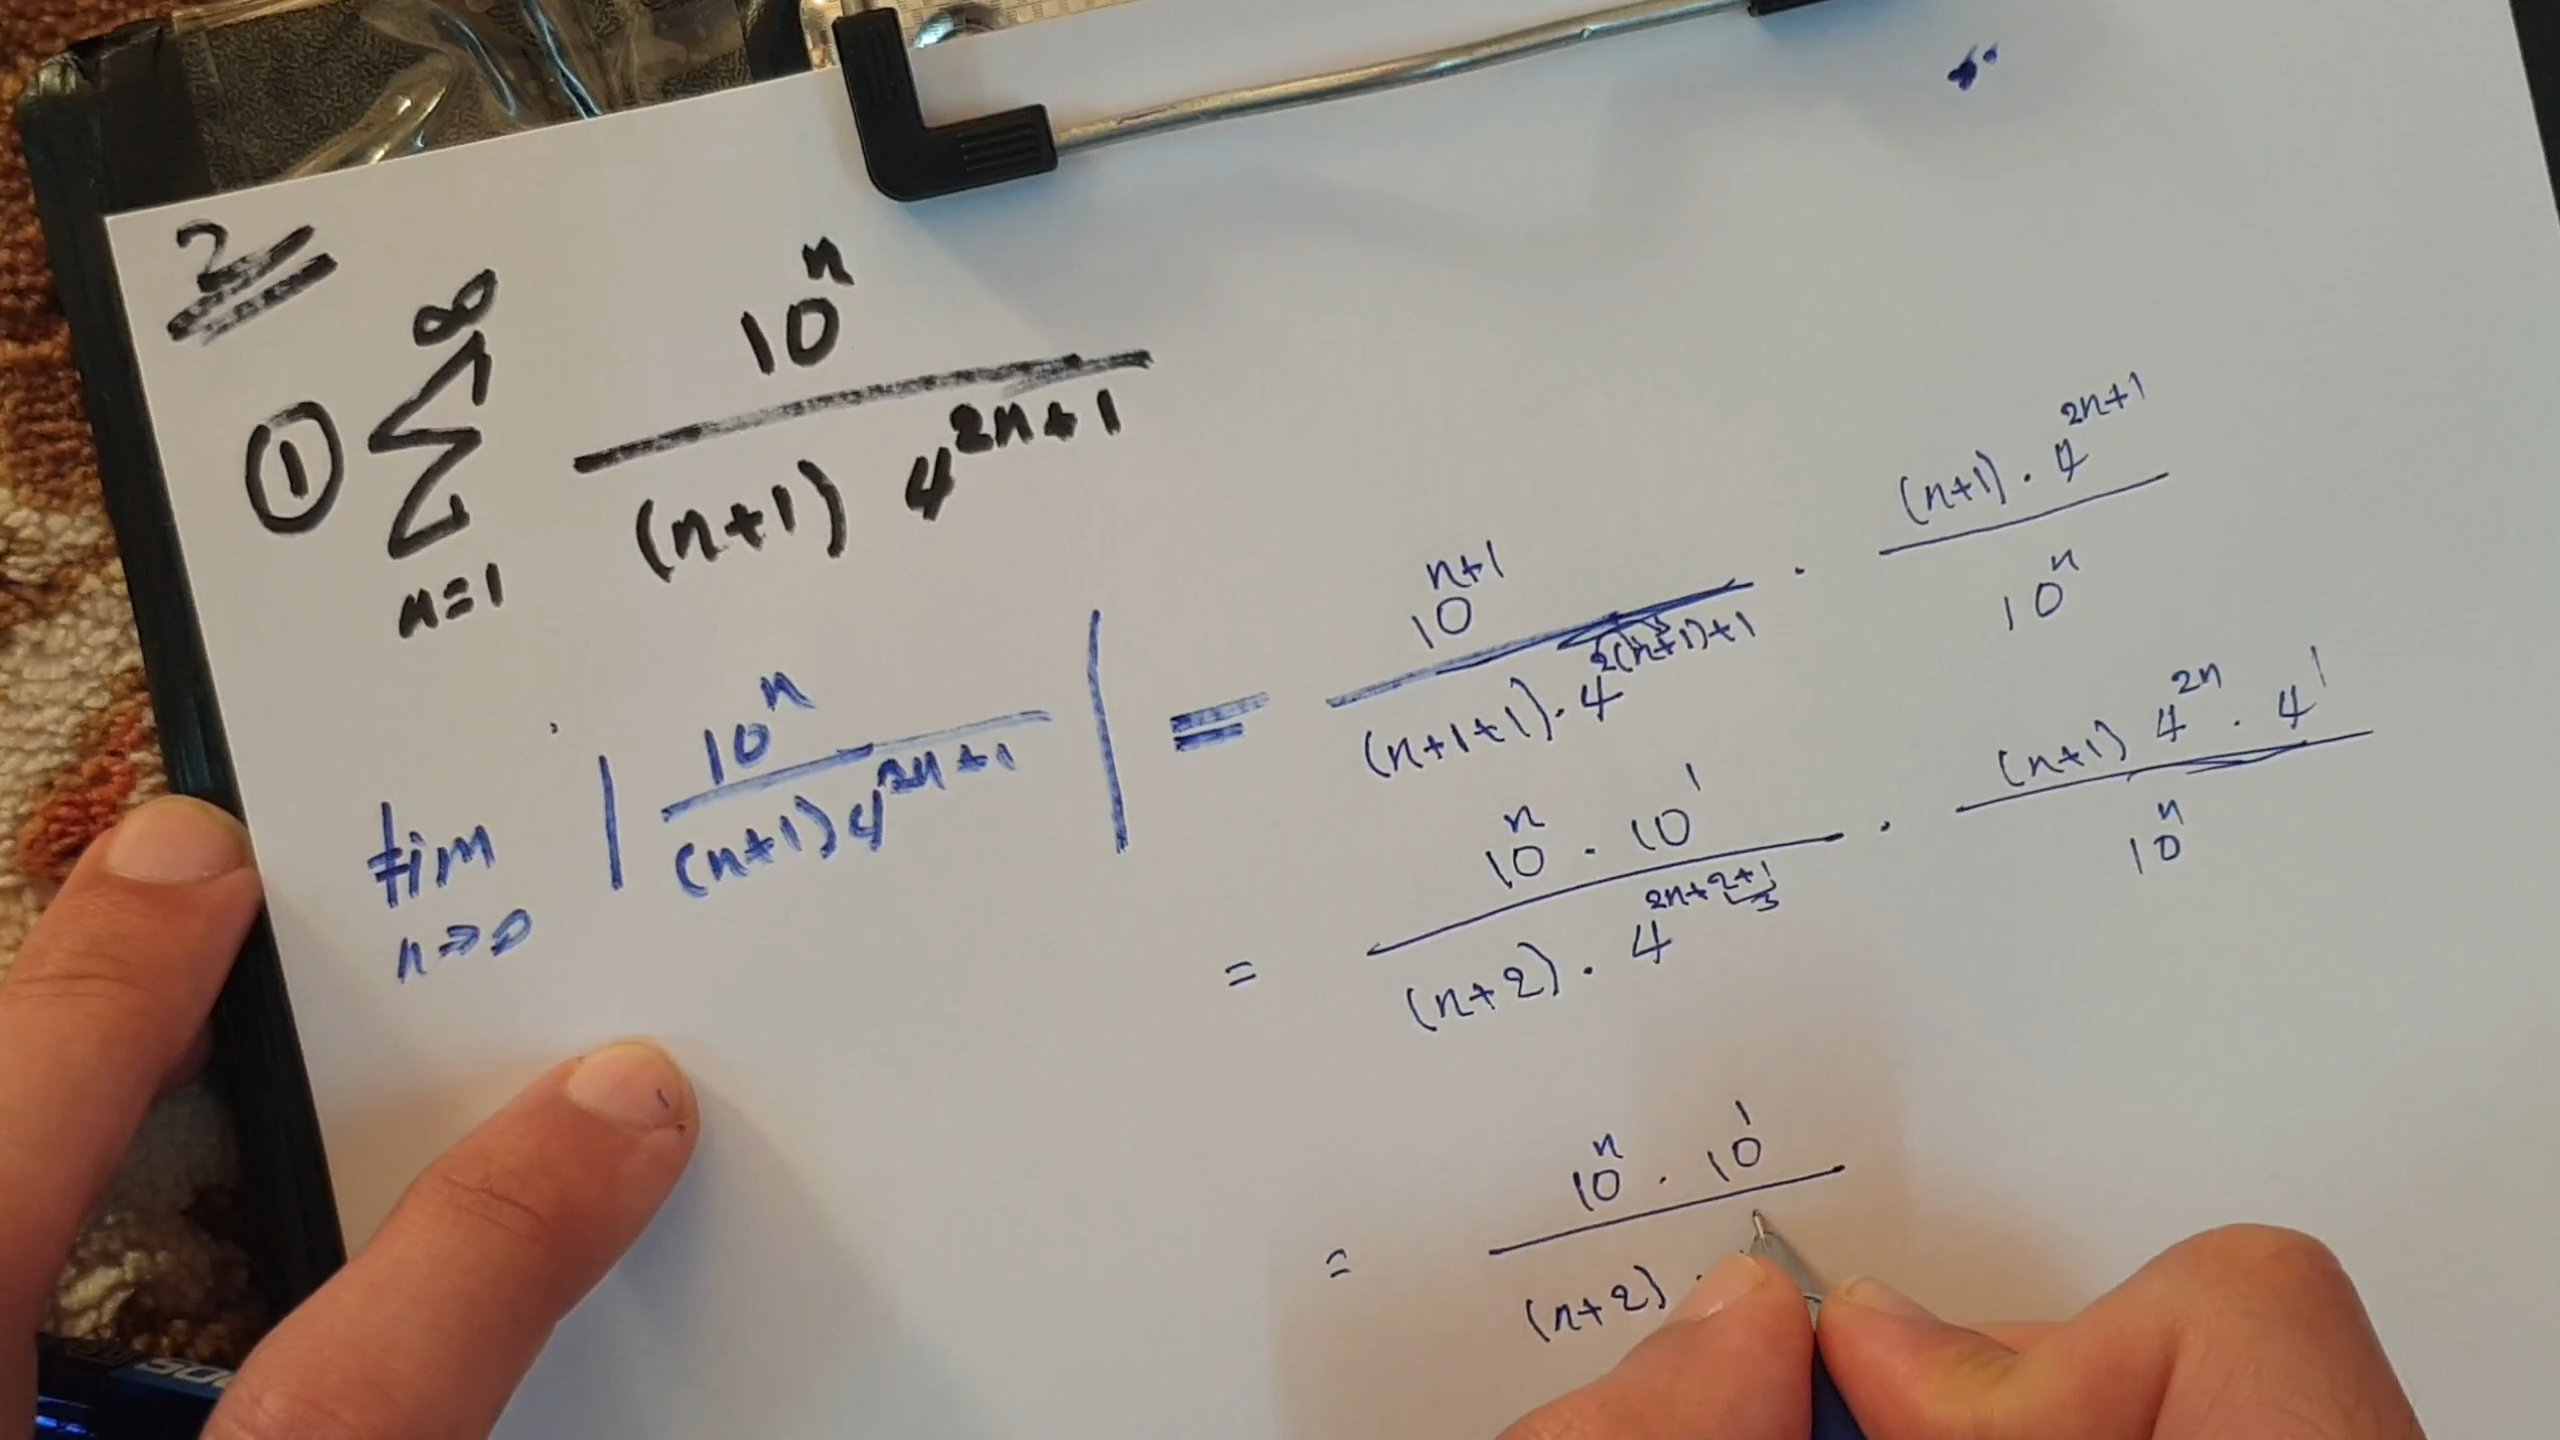 2
① ∞
∑ 10^n / (n+1) 4^{2n+1}
n=1
lim | 10^n / (n+1) 4^{2n+1} | = 10^{n+1} / (n+1+1) · 4^{2(n+1)+1} · (n+1) · 4^{2n+1} / 10^n
= 10^n · 10^1 / (n+2) · 4^{2n+2+1} · (n+1) 4^{2n} · 4^1 / 10^n
3
= 10^n · 10^1 / (n+2) ·